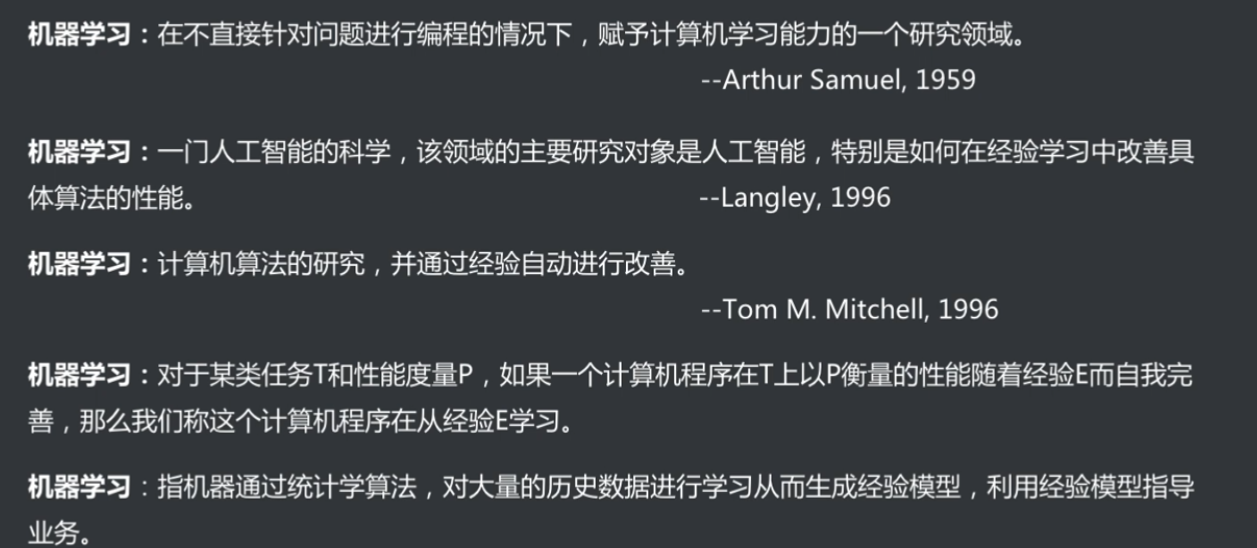 机器学习：在不直接针对问题进行编程的情况下，赋予计算机学习能力的一个研究领域。
--Arthur Samuel, 1959
机器学习：一门人工智能的科学，该领域的主要研究对象是人工智能，特别是如何在经验学习中改善具
体算法的性能。 --Langley, 1996
机器学习：计算机算法的研究，并通过经验自动进行改善。
--Tom M. Mitchell, 1996
机器学习：对于某类任务T和性能度量P，如果一个计算机程序在T上以P衡量的性能随着经验E而自我完
善，那么我们称这个计算机程序在从经验E学习。
机器学习：指机器通过统计学算法，对大量的历史数据进行学习从而生成经验模型，利用经验模型指导
业务。